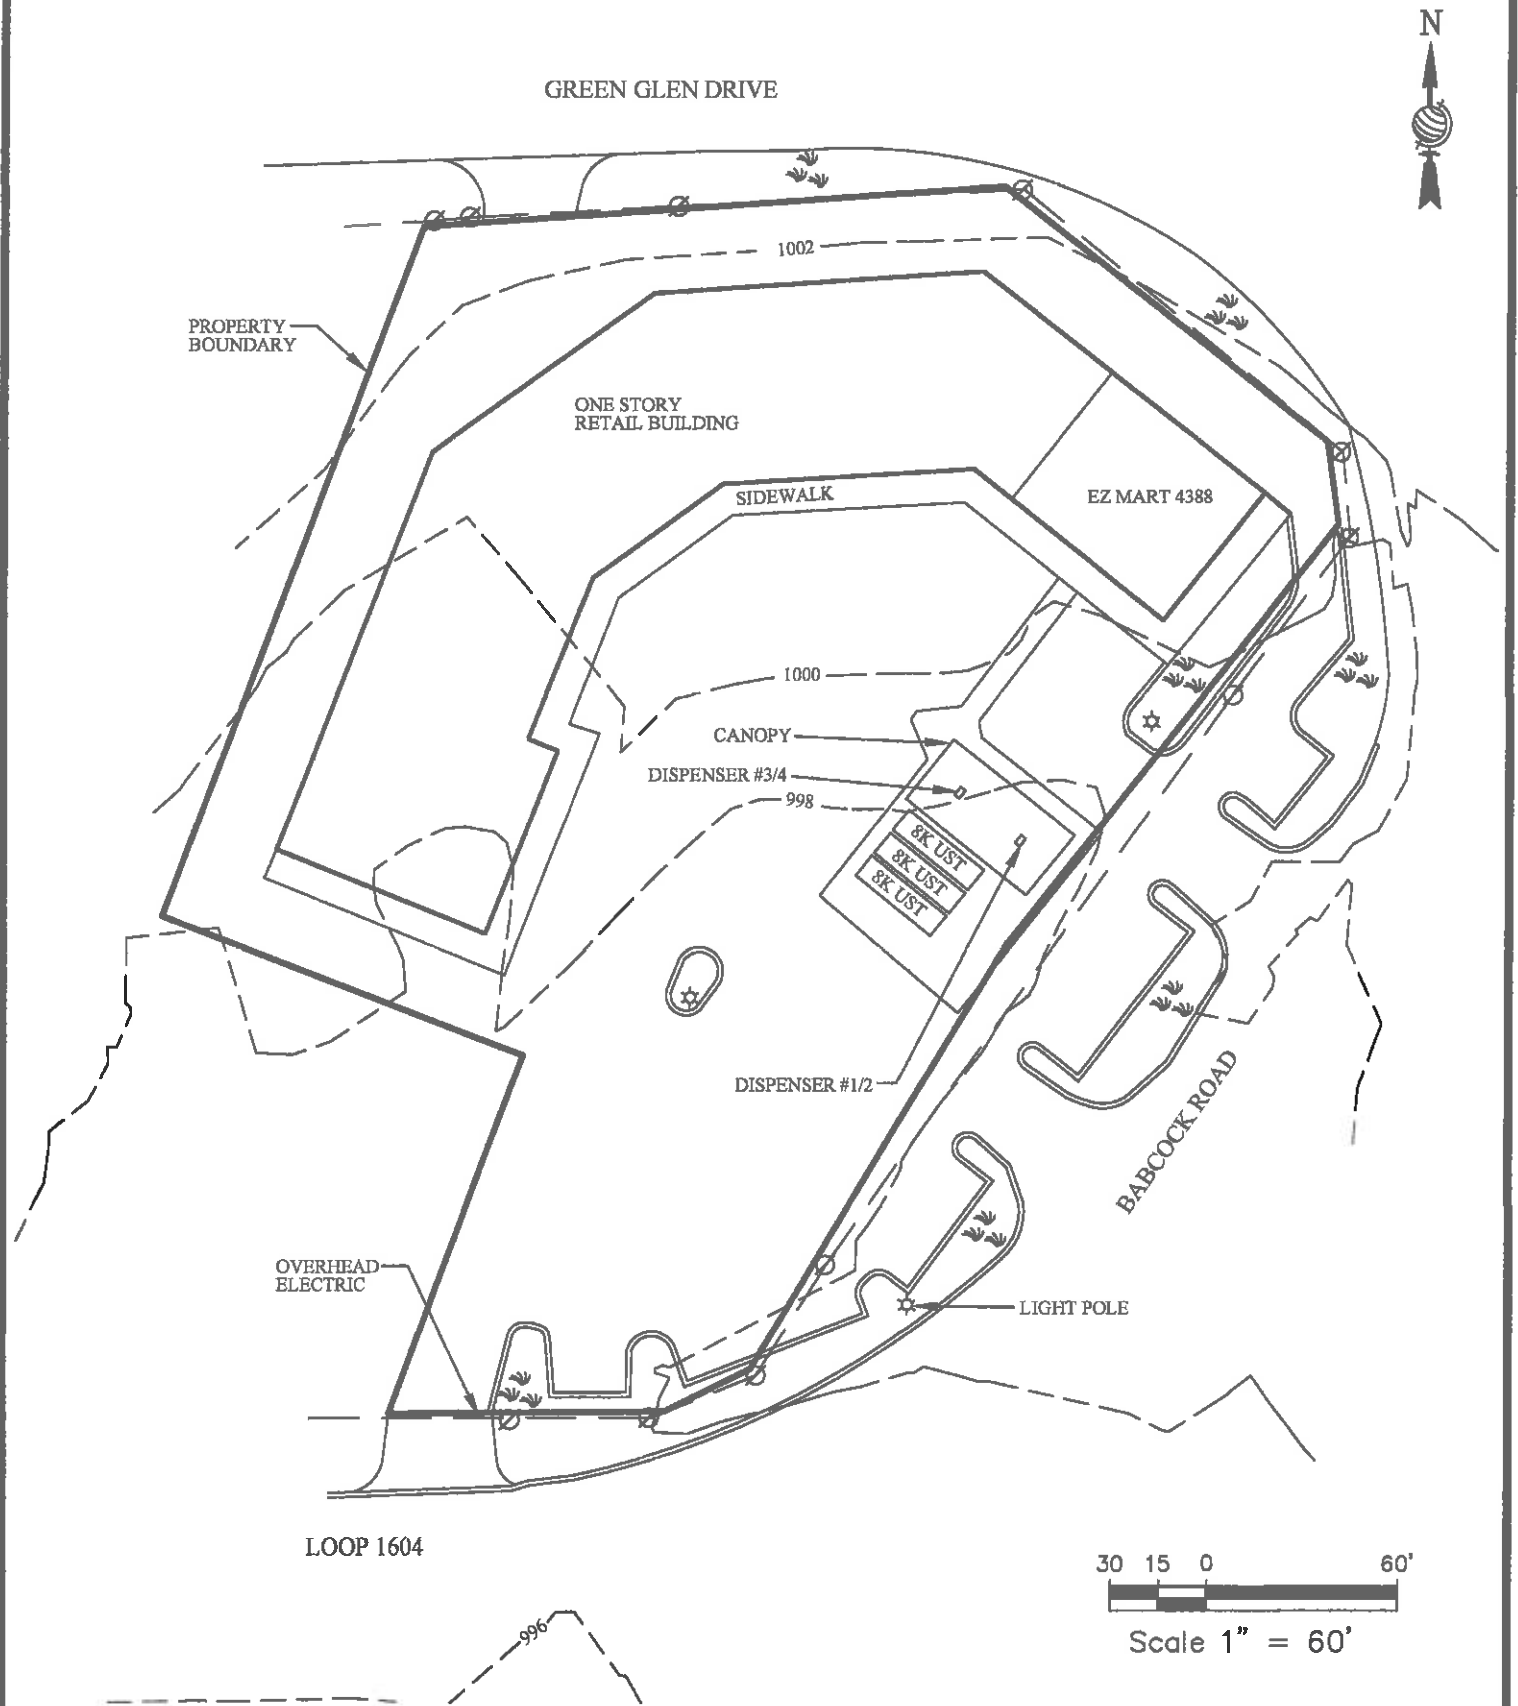 N
GREEN GLEN DRIVE
1002
PROPERTY
BOUNDARY
ONE STORY
RETAIL BUILDING
SIDEWALK
EZ MART 4388
1000
CANOPY
DISPENSER #3/4
998
8K UST
8K UST
8K UST
DISPENSER #1/2
BABCOCK ROAD
OVERHEAD
ELECTRIC
LIGHT POLE
LOOP 1604
30 15 0 60'
996
Scale 1" = 60'